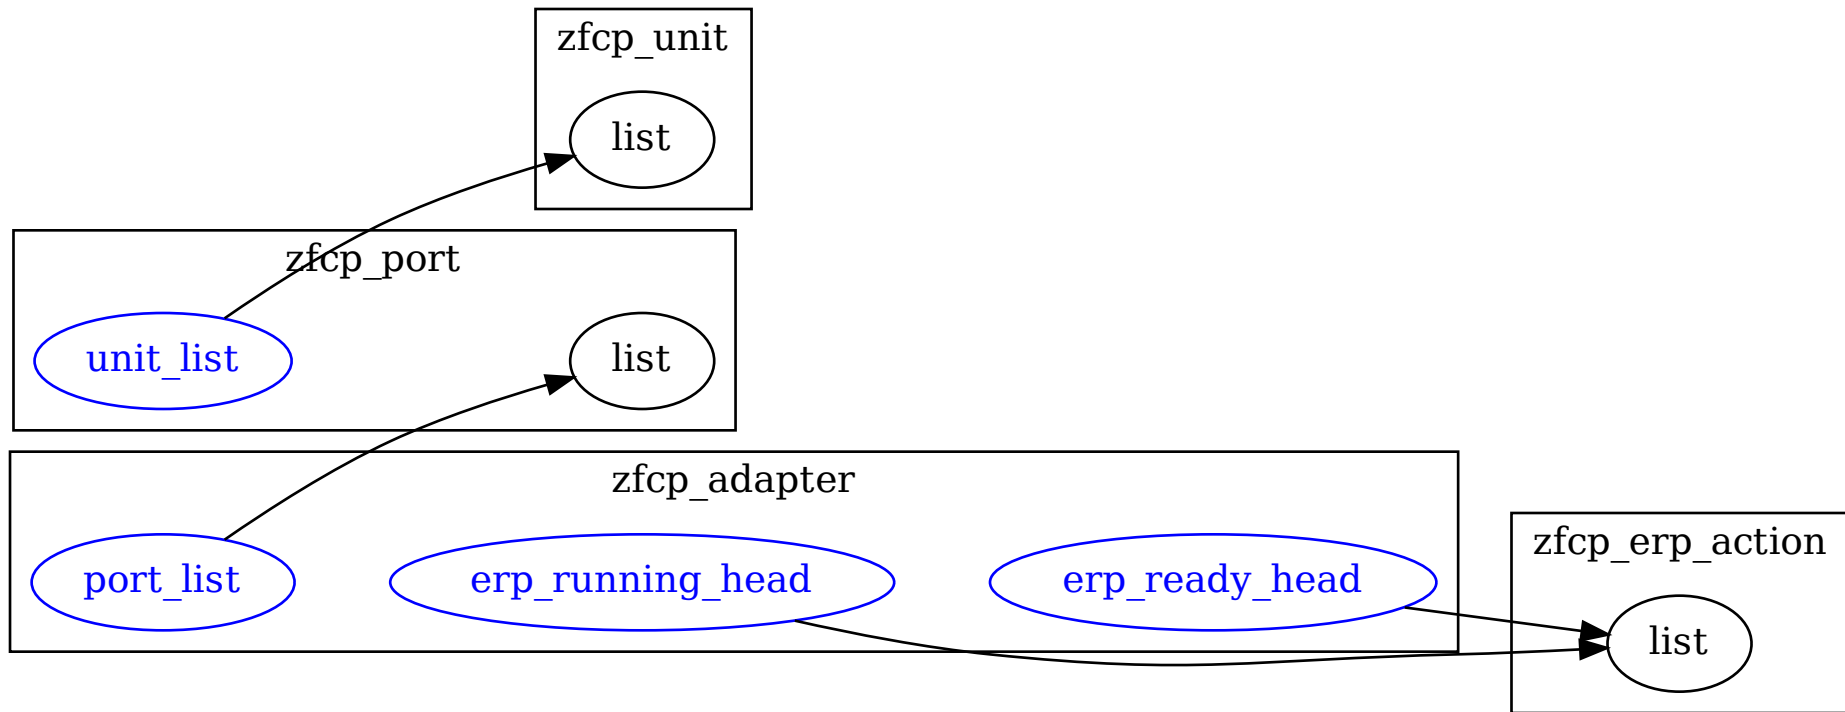 zfcp_unit
list
zfcp_port
unit_list
list
zfcp_adapter
port_list
erp_running_head
erp_ready_head
zfcp_erp_action
list